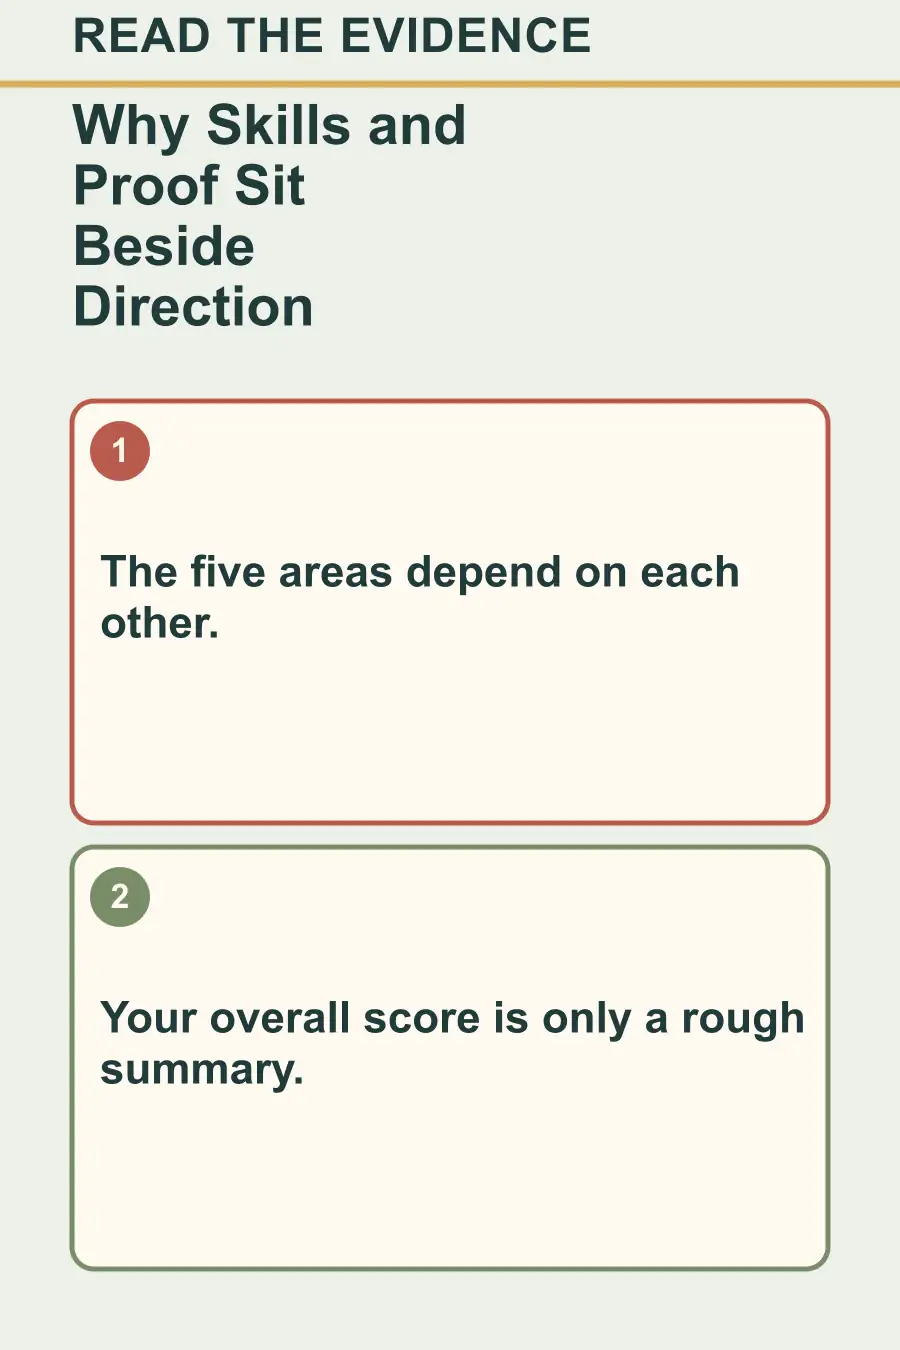 READ THE EVIDENCE
Why Skills and
Proof Sit
Beside
Direction
1
The five areas depend on each
other.
2
Your overall score is only a rough
summary.